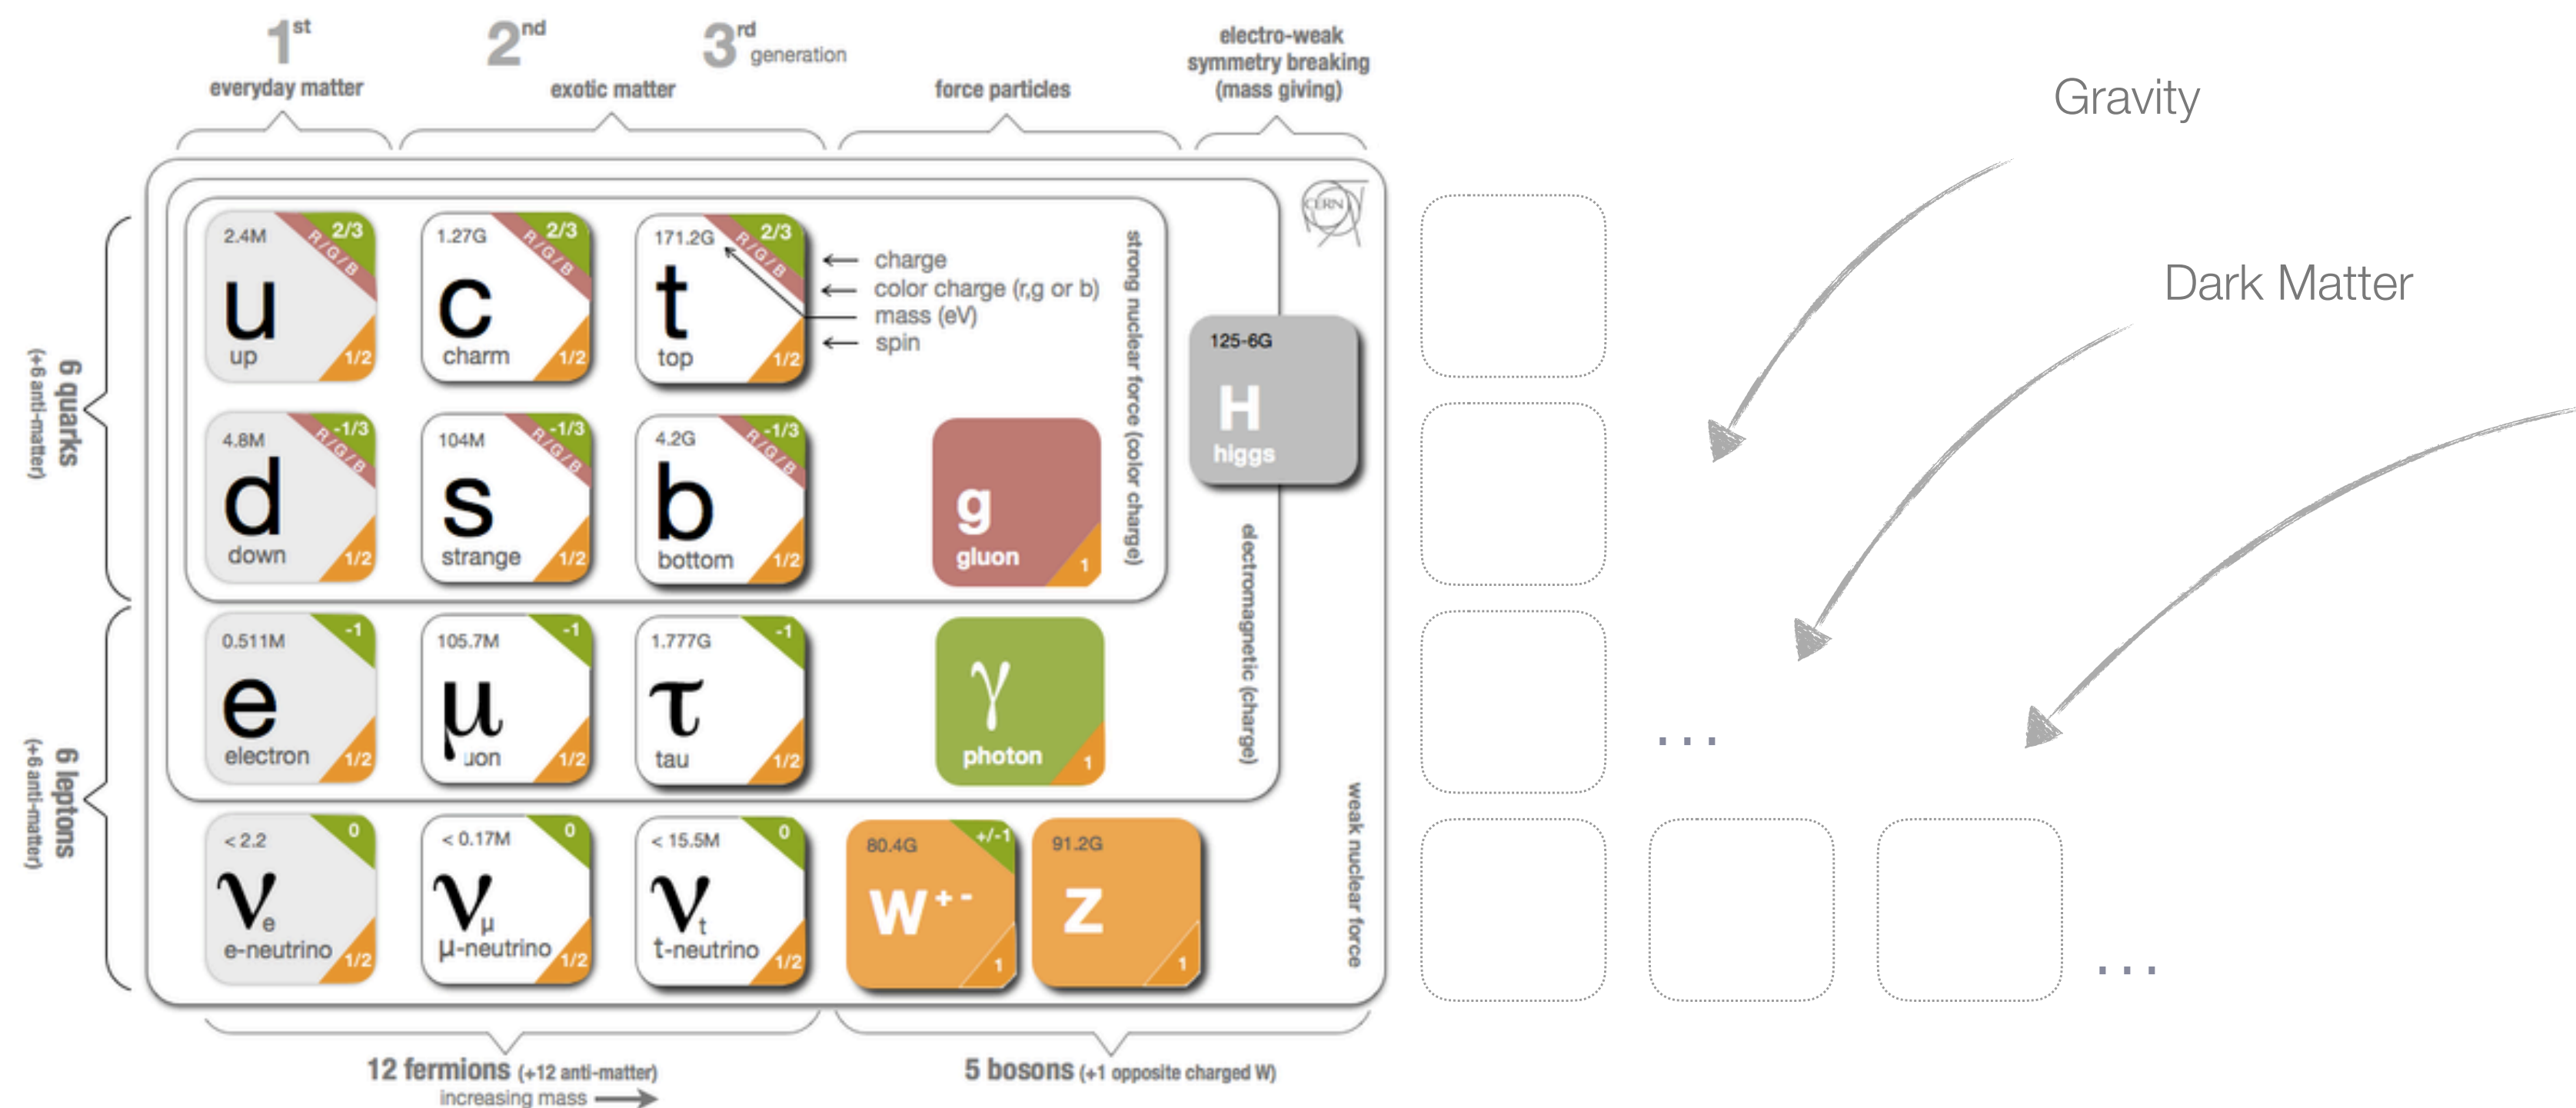 1st
2nd
3rd generation
everyday matter
exotic matter
force particles
electro-weak
symmetry breaking
(mass giving)
Gravity
Dark Matter
CERN
6 quarks
(+6 anti-matter)
2.4M
2/3
R/G/B
u
up
1/2
1.27G
2/3
R/G/B
c
charm
1/2
171.2G
2/3
R/G/B
t
top
1/2
charge
color charge (r,g or b)
mass (eV)
spin
strong nuclear force (color charge)
125-6G
H
higgs
4.8M
-1/3
R/G/B
d
down
1/2
104M
-1/3
R/G/B
s
strange
1/2
4.2G
-1/3
R/G/B
b
bottom
1/2
g
gluon
1
electromagnetic (charge)
6 leptons
(+6 anti-matter)
0.511M
-1
e
electron
1/2
105.7M
-1
μ
uon
1/2
1.777G
-1
τ
tau
1/2
γ
photon
1
...
weak nuclear force
< 2.2
0
νe
e-neutrino
1/2
< 0.17M
0
νμ
μ-neutrino
1/2
< 15.5M
0
νt
t-neutrino
1/2
80.4G
+/-1
W+-
1
91.2G
Z
1
...
12 fermions (+12 anti-matter)
increasing mass
5 bosons (+1 opposite charged W)